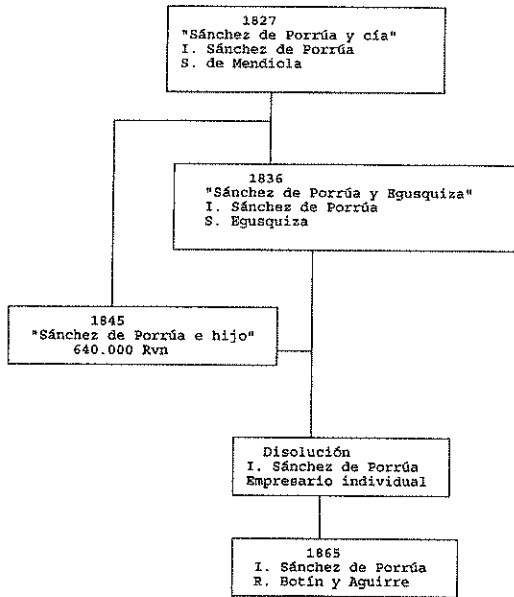 1827
"Sánchez de Porrúa y cía"
I. Sánchez de Porrúa
S. de Mendiola
1836
"Sánchez de Porrúa y Egusquiza"
I. Sánchez de Porrúa
S. Egusquiza
1845
"Sánchez de Porrúa e hijo"
640.000 Rvn
Disolución
I. Sánchez de Porrúa
Empresario individual
1865
I. Sánchez de Porrúa
R. Botín y Aguirre